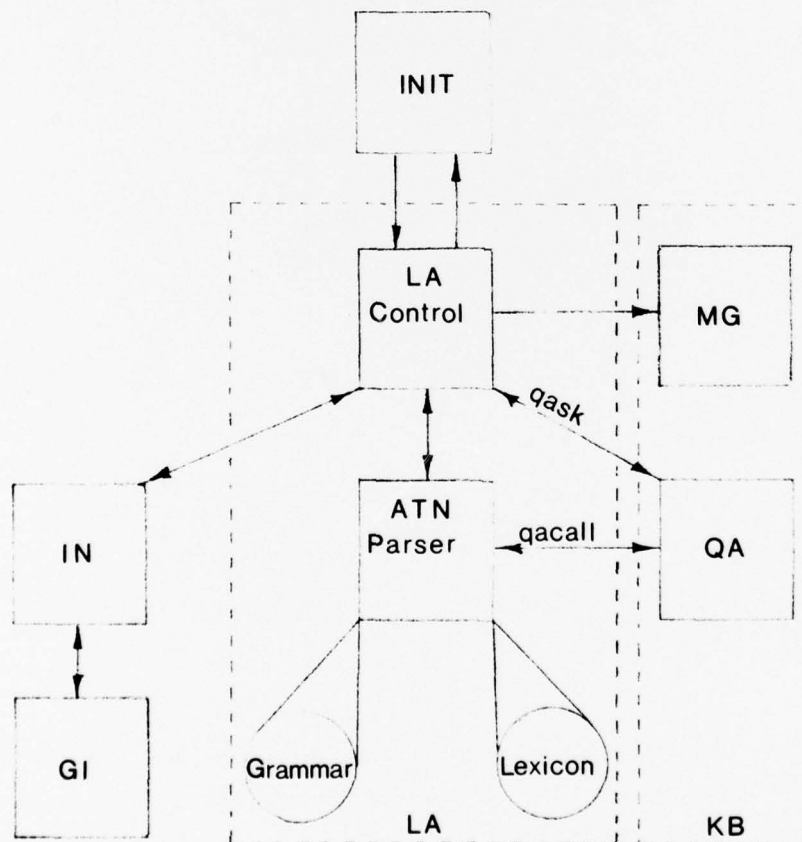 INIT
LA
Control
MG
qask
IN
ATN
Parser
qacall
QA
GI
Grammar
Lexicon
LA
KB